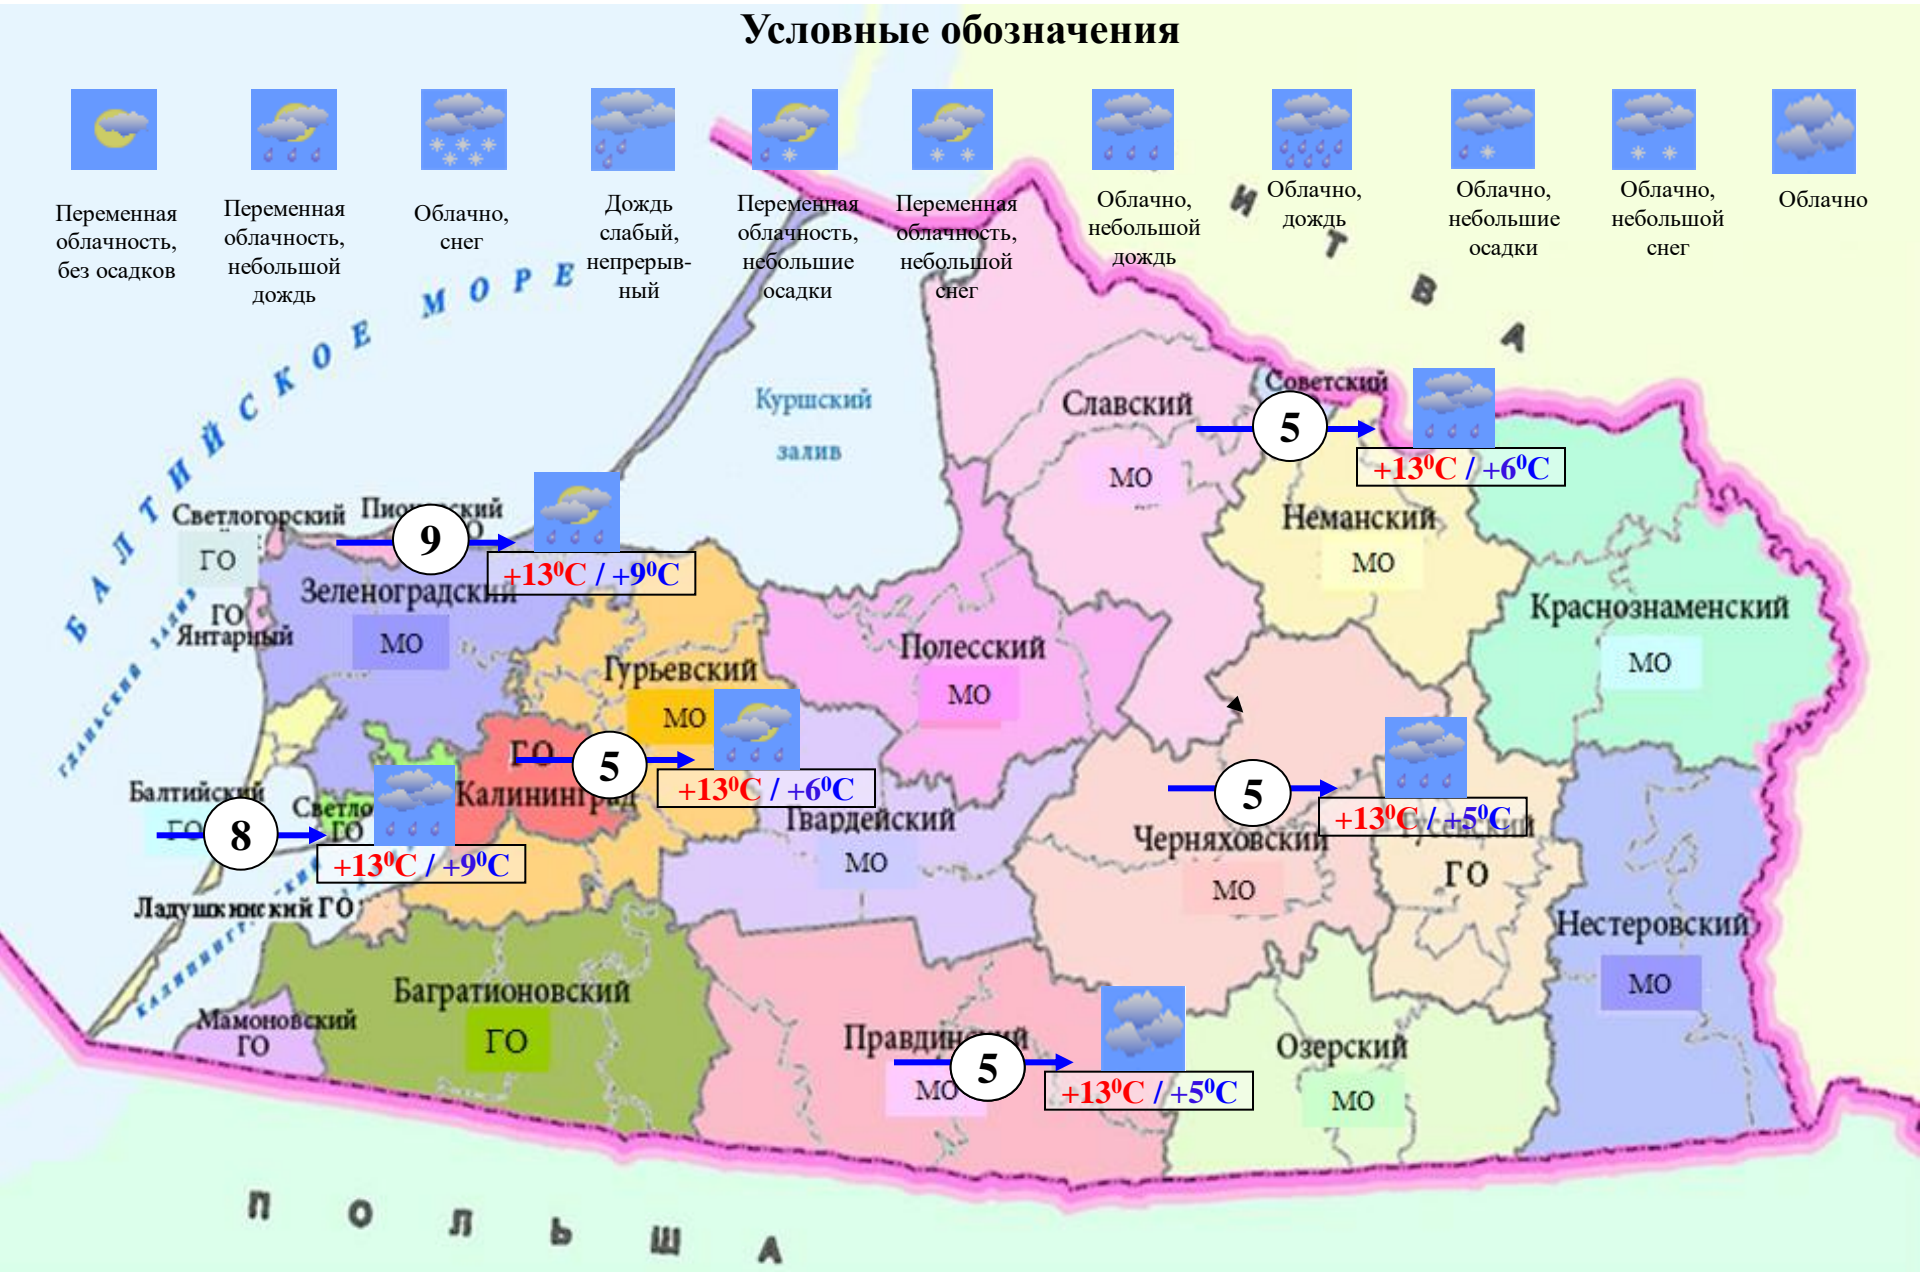 Условные обозначения
Переменная
облачность,
без осадков
Переменная
облачность,
небольшой
дождь
Облачно,
снег
Дождь
слабый,
непрерыв-
ный
Переменная
облачность,
небольшие
осадки
Переменная
облачность,
небольшой
снег
Облачно,
небольшой
дождь
Облачно,
дождь
Облачно,
небольшие
осадки
Облачно,
небольшой
снег
Облачно
ИТВА
БАЛТИЙСКОЕ МОРЕ
Куршский
залив
Славский
МО
Советский
5
+13⁰С / +6⁰С
Неманский
МО
Краснознаменский
МО
Светлогорский
ГО
9
+13⁰С / +9⁰С
Зеленоградский
МО
ГО
Янтарный
Гурьевский
МО
Полесский
МО
ГО
Калининград
5
+13⁰С / +6⁰С
Балтийский
ГО
8
Светло
ГО
+13⁰С / +9⁰С
Гвардейский
МО
5
+13⁰С / +5⁰С
Черняховский
МО
ГО
Нестеровский
МО
Ладушкинский ГО
Багратионовский
ГО
Мамоновский
ГО
Правдинский
МО
5
+13⁰С / +5⁰С
Озерский
МО
ПОЛЬША